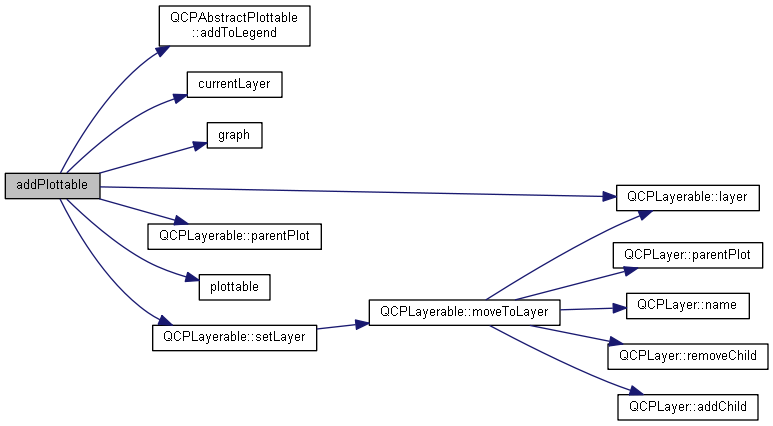 QCPAbstractPlottable
::addToLegend
currentLayer
graph
addPlottable
QCPLayerable::layer
QCPLayerable::parentPlot
QCPLayer::parentPlot
plottable
QCPLayerable::moveToLayer
QCPLayer::name
QCPLayerable::setLayer
QCPLayer::removeChild
QCPLayer::addChild